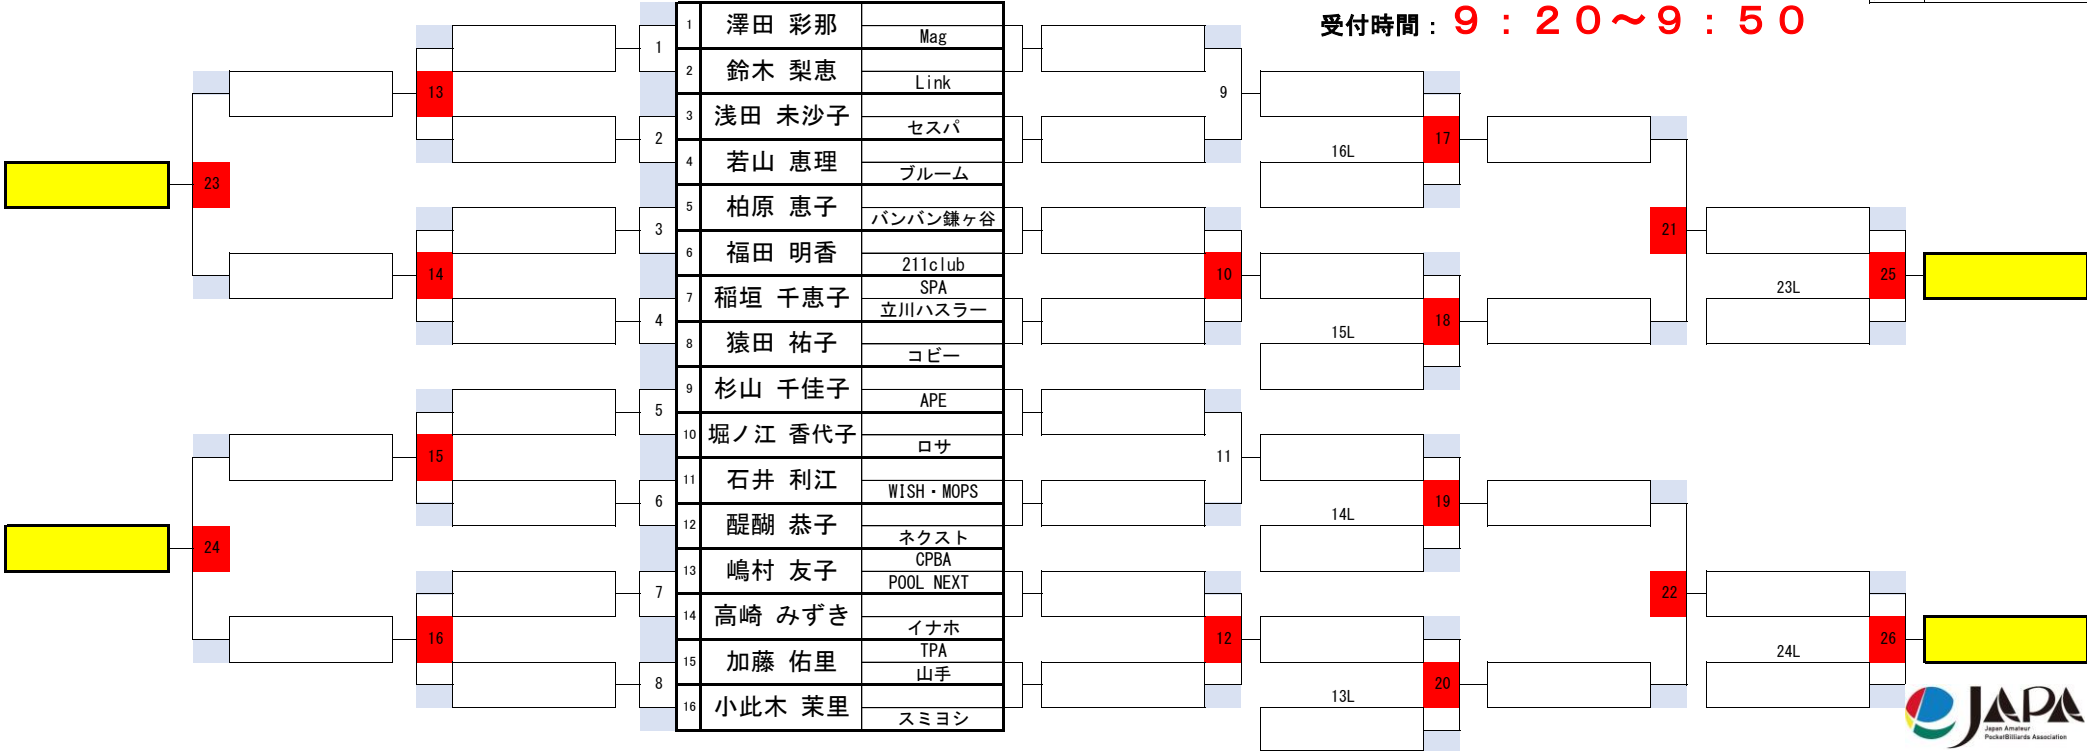 受付時間：９：２０～９：５０
1 澤田 彩那 Mag
2 鈴木 梨恵 Link
3 浅田 未沙子 セスパ
4 若山 恵理 ブルーム
5 柏原 恵子 バンバン鎌ヶ谷
6 福田 明香 211club
7 稲垣 千恵子 SPA 立川ハスラー
8 猿田 祐子 コビー
9 杉山 千佳子 APE
10 堀ノ江 香代子 ロサ
11 石井 利江 WISH・MOPS
12 醍醐 恭子 ネクスト
13 嶋村 友子 CPBA POOL NEXT
14 高崎 みずき イナホ
15 加藤 佑里 TPA 山手
16 小此木 茉里 スミヨシ
1
2
3
4
5
6
7
8
13
14
15
16
23
24
9
10
11
12
16L
15L
14L
13L
17
18
19
20
21
22
23L
24L
25
26
JAPA
Japan Amateur
PocketBilliards Association